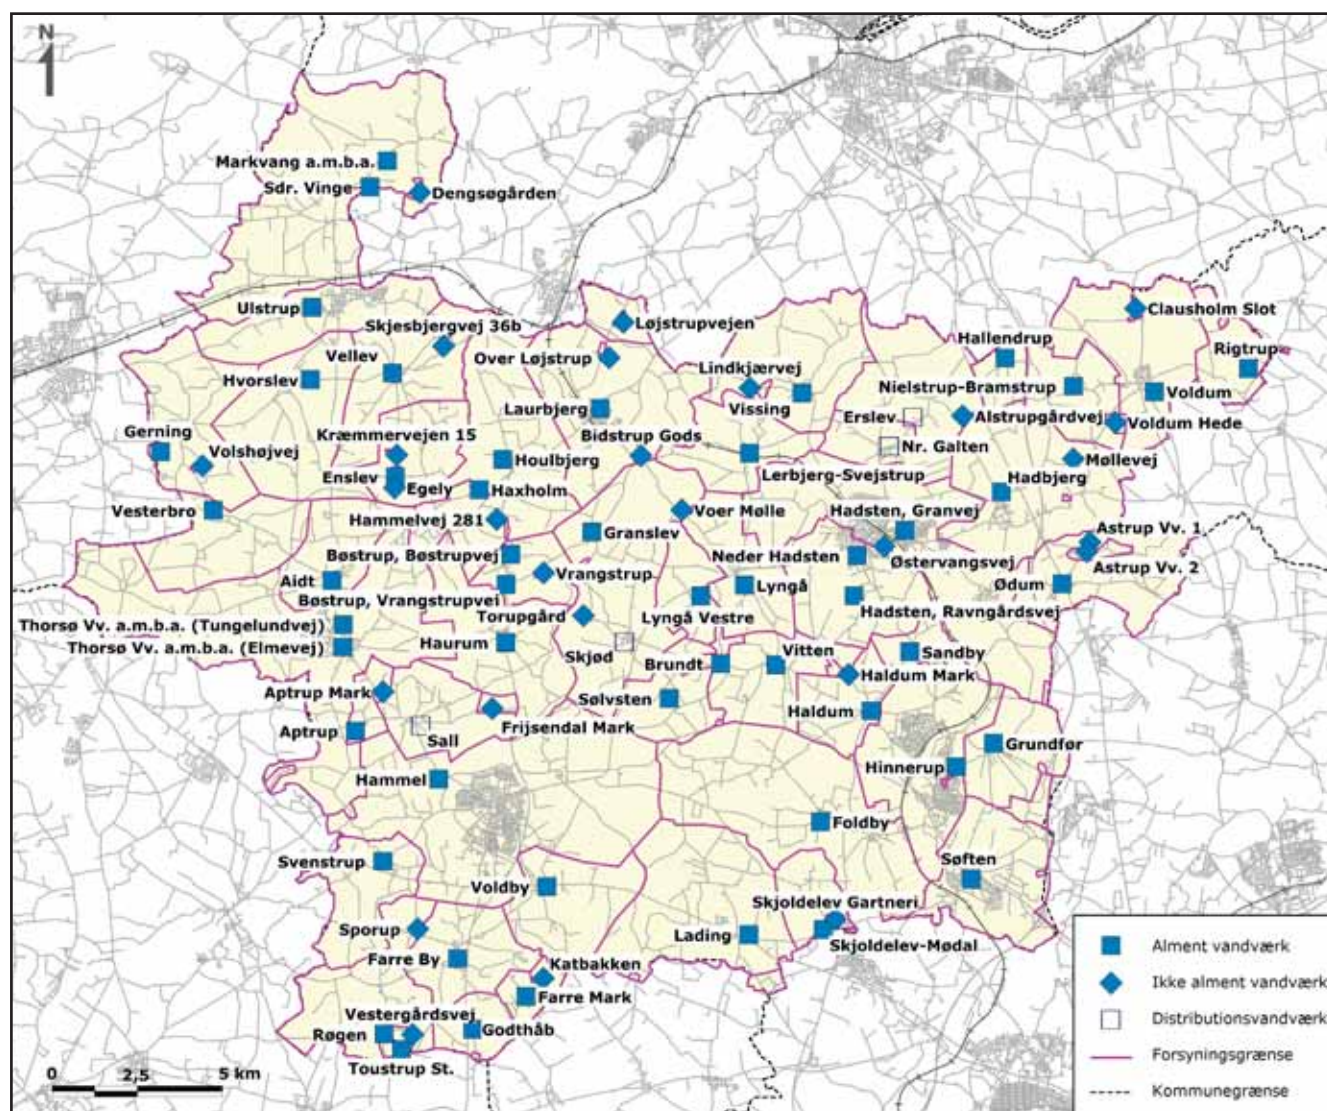 N
Markvang a.m.b.a.
Sdr. Vinge
Dengsøgården
Ulstrup
Skjesbjergvej 36b
Løjstrupvejen
Clausholm Slot
Vellev
Over Løjstrup
Hallendrup
Rigtrup
Hvorslev
Lindkjærvej
Nielstrup-Bramstrup
Voldum
Laurbjerg
Vissing
Erslev
Alstrupgårdvej
Voldum Hede
Gerning
Kræmmervejen 15
Bidstrup Gods
Nr. Galten
Volshøjvej
Houlbjerg
Møllevej
Enslev
Egely
Haxholm
Lerbjerg-Svejstrup
Hadbjerg
Vesterbro
Hammelvej 281
Voer Mølle
Hadsten, Granvej
Granslev
Astrup Vv. 1
Bøstrup, Bøstrupvej
Neder Hadsten
Østervangsvej
Astrup Vv. 2
Aidt
Vrangstrup
Lyngå
Ødum
Bøstrup, Vrangstrupvej
Torupgård
Lyngå Vestre
Hadsten, Ravngårdsvej
Thorsø Vv. a.m.b.a. (Tungelundvej)
Thorsø Vv. a.m.b.a. (Elmevej)
Haurum
Skjød
Brundt
Vitten
Sandby
Aptrup Mark
Sølvsten
Haldum Mark
Aptrup
Sall
Frijsendal Mark
Haldum
Grundfør
Hammel
Hinnerup
Foldby
Svenstrup
Voldby
Søften
Skjoldelev Gartneri
Sporup
Lading
Skjoldelev-Mødal
Farre By
Katbakken
Farre Mark
Vestergårdsvej
Røgen
Godthåb
Toustrup St.
0 2,5 5 km
Alment vandværk
Ikke alment vandværk
Distributionsvandværk
Forsyningsgrænse
Kommunegrænse